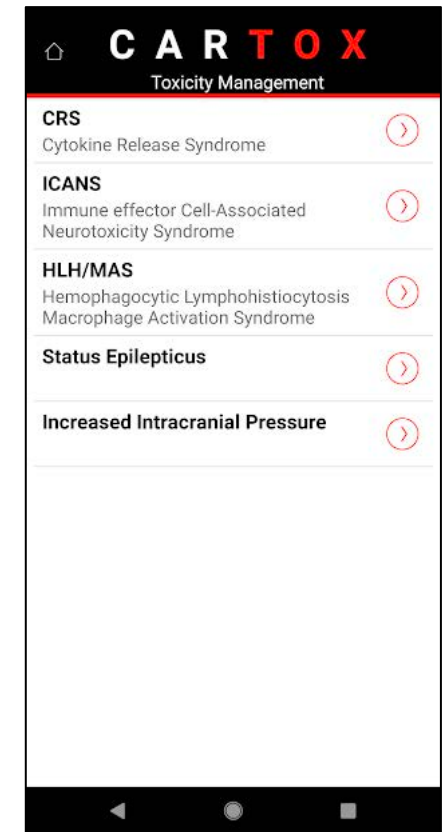 CARTOX
Toxicity Management
CRS
Cytokine Release Syndrome
ICANS
Immune effector Cell-Associated
Neurotoxicity Syndrome
HLH/MAS
Hemophagocytic Lymphohistiocytosis
Macrophage Activation Syndrome
Status Epilepticus
Increased Intracranial Pressure